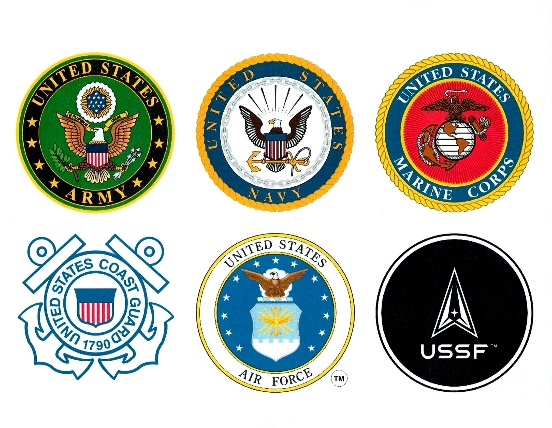 UNITED STATES
ARMY
UNITED STATES
NAVY
UNITED STATES
MARINE CORPS
UNITED STATES COAST GUARD
1790
UNITED STATES
AIR FORCE
TM
USSF™